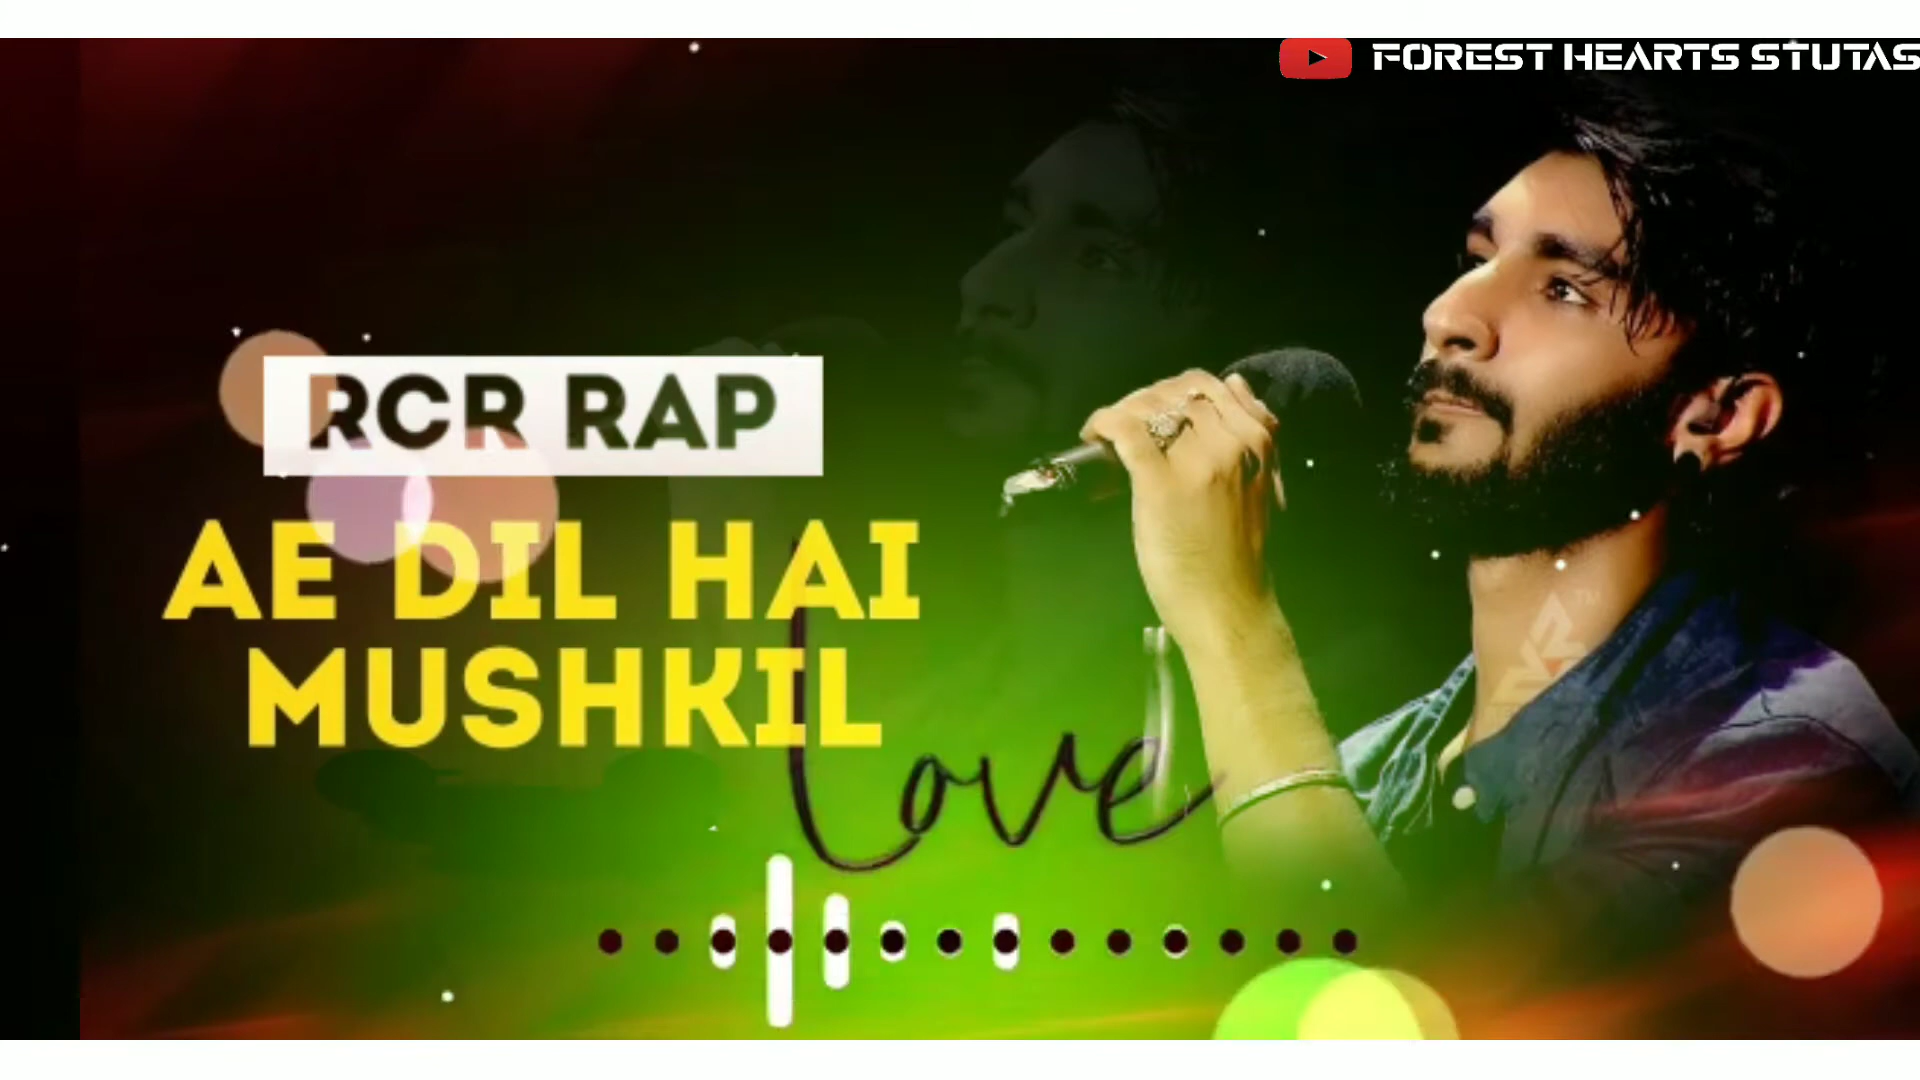 FOREST HEARTS STUTAS
RCR RAP
AE DIL HAI
MUSHKIL
Love